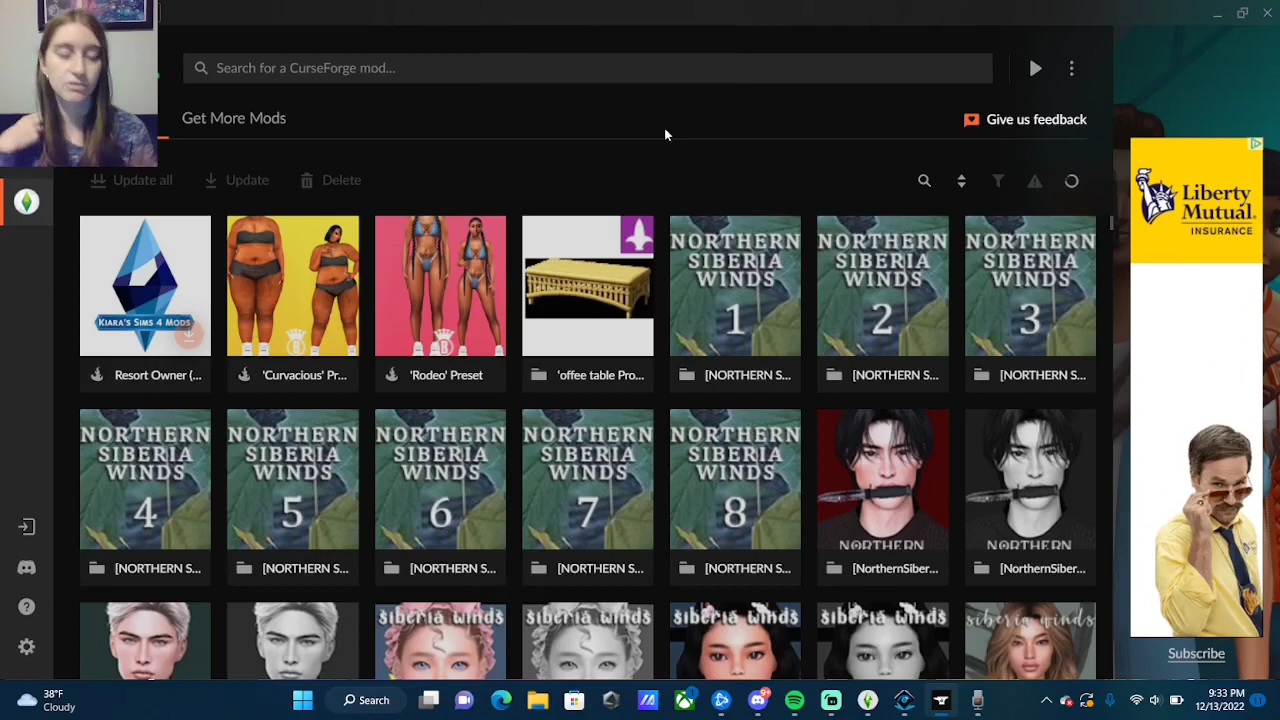 Search for a CurseForge mod...
Get More Mods
Give us feedback
Update all
Update
Delete
KIARA'S SIMS 4 MODS
NORTHERN
SIBERIA
WINDS
1
NORTHERN
SIBERIA
WINDS
2
NORTHERN
SIBERIA
WINDS
3
Resort Owner (...
'Curvacious' Pr...
'Rodeo' Preset
'offee table Pro...
[NORTHERN S...
[NORTHERN S...
[NORTHERN S...
NORTHERN
SIBERIA
WINDS
4
NORTHERN
SIBERIA
WINDS
5
NORTHERN
SIBERIA
WINDS
6
NORTHERN
SIBERIA
WINDS
7
NORTHERN
SIBERIA
WINDS
8
NORTHERN
NORTHERN
[NORTHERN S...
[NORTHERN S...
[NORTHERN S...
[NORTHERN S...
[NORTHERN S...
[NorthernSiber...
[NorthernSiber...
siberia winds
siberia winds
siberia winds
siberia winds
siberia winds
Liberty
Mutual.
INSURANCE
Subscribe
38°F
Cloudy
Search
9+
9:33 PM
12/13/2022